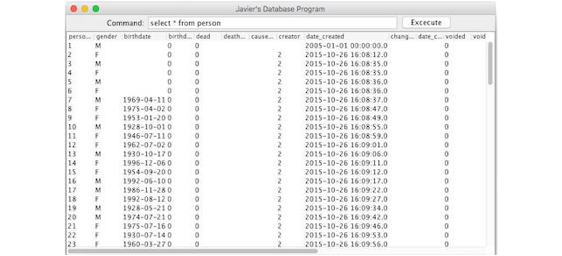 Javier's Database Program
Command: select * from person Excecute
perso... gender birthdate birthd... dead death... cause... creator date_created chang... date_c... voided void
1 M 0 0 2005-01-01 00:00:00.0 0
2 F 0 0 2 2015-10-26 16:08:12.0 0
3 M 0 0 2 2015-10-26 16:08:35.0 0
4 F 0 0 2 2015-10-26 16:08:35.0 0
5 M 0 0 2 2015-10-26 16:08:36.0 0
6 F 0 0 2 2015-10-26 16:08:36.0 0
7 M 1969-04-11 0 0 2 2015-10-26 16:08:37.0 0
8 F 1975-04-02 0 0 2 2015-10-26 16:08:47.0 0
9 F 1953-01-20 0 0 2 2015-10-26 16:08:49.0 0
10 M 1928-10-01 0 0 2 2015-10-26 16:08:55.0 0
11 F 1946-07-11 0 0 2 2015-10-26 16:08:59.0 0
12 F 1962-07-02 0 0 2 2015-10-26 16:09:01.0 0
13 M 1930-10-17 0 0 2 2015-10-26 16:09:06.0 0
14 F 1996-12-06 0 0 2 2015-10-26 16:09:11.0 0
15 F 1954-09-20 0 0 2 2015-10-26 16:09:12.0 0
16 M 1992-06-10 0 0 2 2015-10-26 16:09:17.0 0
17 M 1986-11-28 0 0 2 2015-10-26 16:09:22.0 0
18 F 1992-08-12 0 0 2 2015-10-26 16:09:27.0 0
19 M 1928-05-21 0 0 2 2015-10-26 16:09:34.0 0
20 M 1974-07-21 0 0 2 2015-10-26 16:09:42.0 0
21 F 1975-07-16 0 0 2 2015-10-26 16:09:46.0 0
22 F 1930-07-14 0 0 2 2015-10-26 16:09:53.0 0
23 F 1960-03-27 0 0 2 2015-10-26 16:09:56.0 0